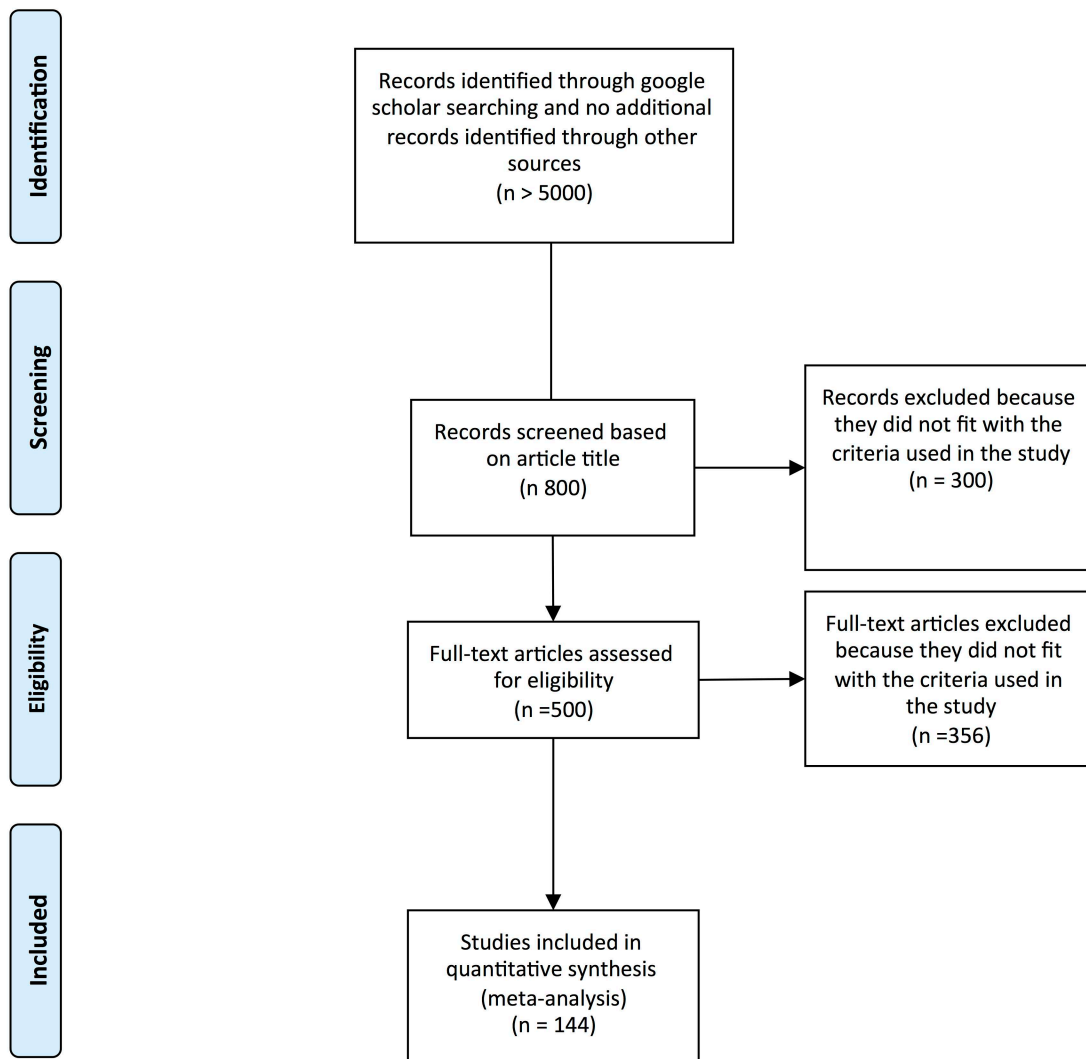 Identification
Records identified through google
scholar searching and no additional
records identified through other
sources
(n > 5000)
Screening
Records screened based
on article title
(n 800)
Records excluded because
they did not fit with the
criteria used in the study
(n = 300)
Eligibility
Full-text articles assessed
for eligibility
(n =500)
Full-text articles excluded
because they did not fit
with the criteria used in
the study
(n =356)
Included
Studies included in
quantitative synthesis
(meta-analysis)
(n = 144)